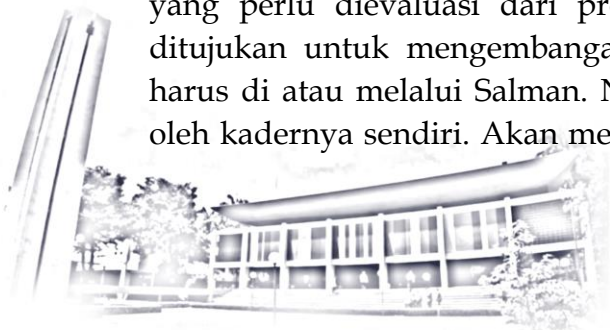 yang perlu dievaluasi dari pr
ditujukan untuk mengembanga
harus di atau melalui Salman. N
oleh kadernya sendiri. Akan me